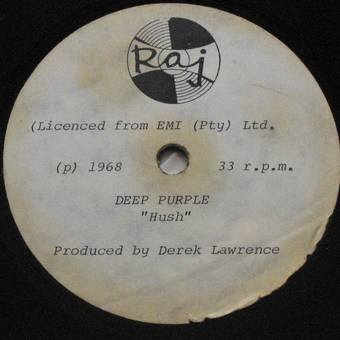 Raj
(Licenced from EMI (Pty) Ltd.
(p) 1968 33 r.p.m.
DEEP PURPLE
"Hush"
Produced by Derek Lawrence